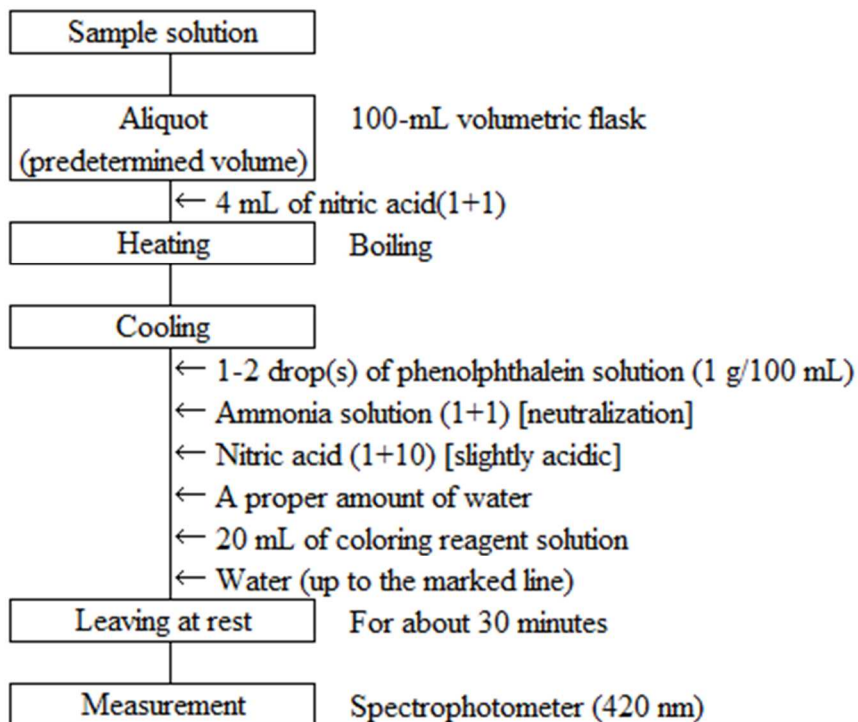 Sample solution
Aliquot 100-mL volumetric flask
(predetermined volume)
← 4 mL of nitric acid(1+1)
Heating Boiling
Cooling
← 1-2 drop(s) of phenolphthalein solution (1 g/100 mL)
← Ammonia solution (1+1) [neutralization]
← Nitric acid (1+10) [slightly acidic]
← A proper amount of water
← 20 mL of coloring reagent solution
← Water (up to the marked line)
Leaving at rest For about 30 minutes
Measurement Spectrophotometer (420 nm)